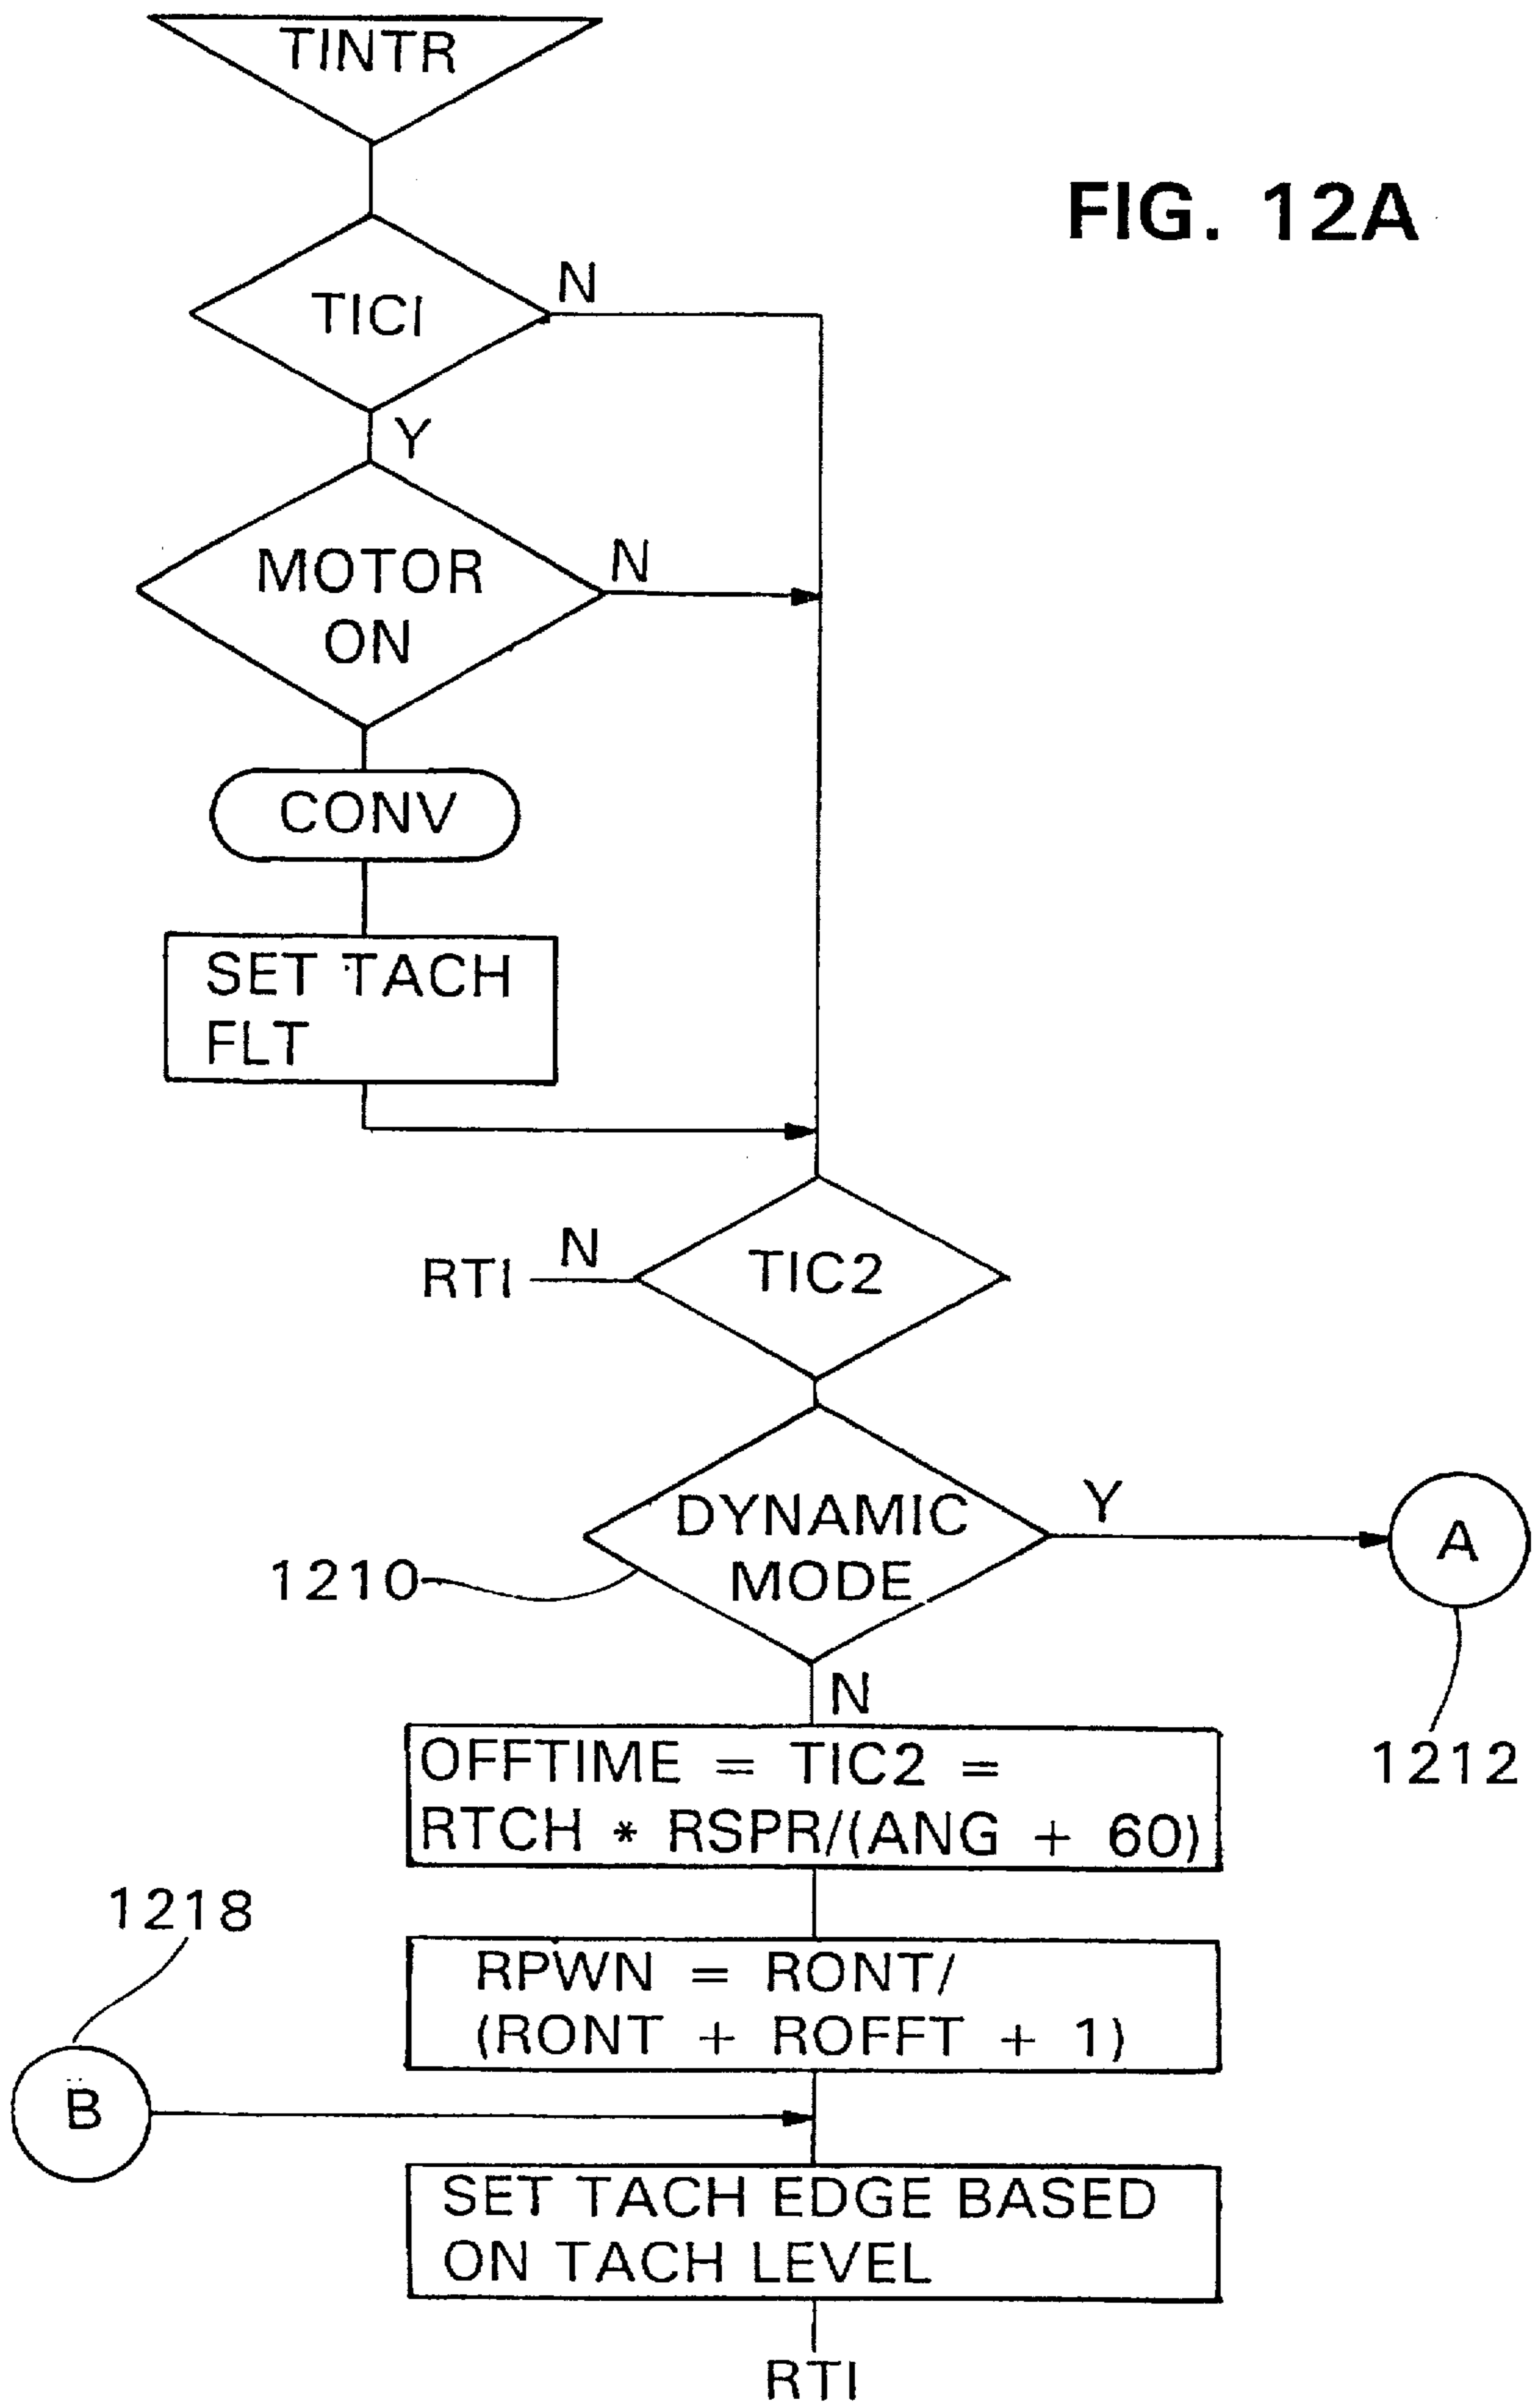 TINTR
FIG. 12A
TIC1
N
Y
MOTOR
ON
N
CONV
SET TACH
FLT
TIC2
N
RTI
DYNAMIC
MODE
Y
A
1210
1212
N
OFFTIME = TIC2 =
RTCH * RSPR/(ANG + 60)
1218
RPWN = RONT/
(RONT + ROFFT + 1)
B
SET TACH EDGE BASED
ON TACH LEVEL
RTI